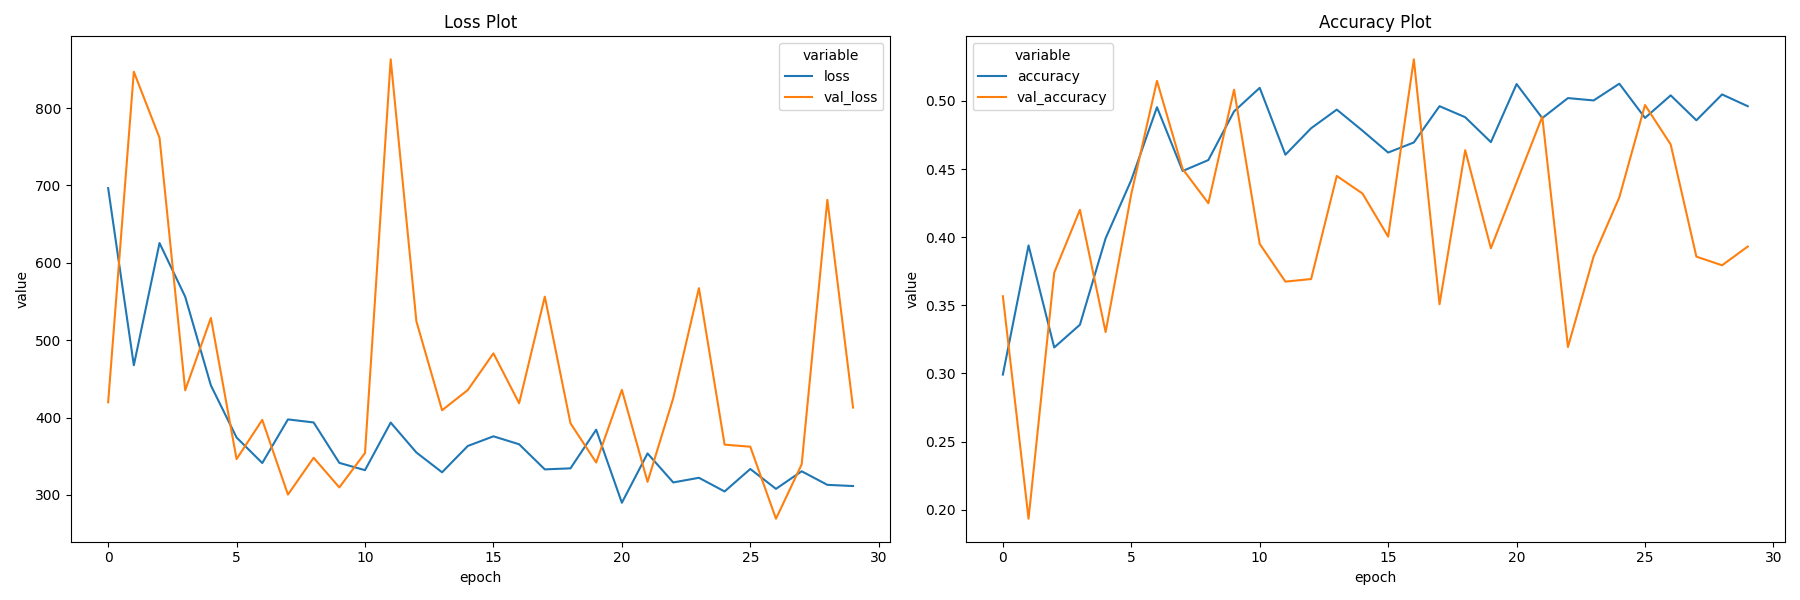 Loss Plot
variable
loss
val_loss
value
800
700
600
500
400
300
0 5 10 15 20 25 30
epoch
Accuracy Plot
variable
accuracy
val_accuracy
value
0.50
0.45
0.40
0.35
0.30
0.25
0.20
0 5 10 15 20 25 30
epoch